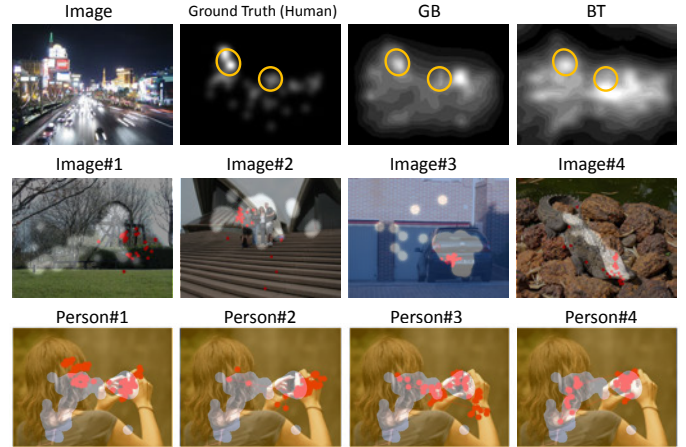 Image Ground Truth (Human) GB BT
Image#1 Image#2 Image#3 Image#4
Person#1 Person#2 Person#3 Person#4